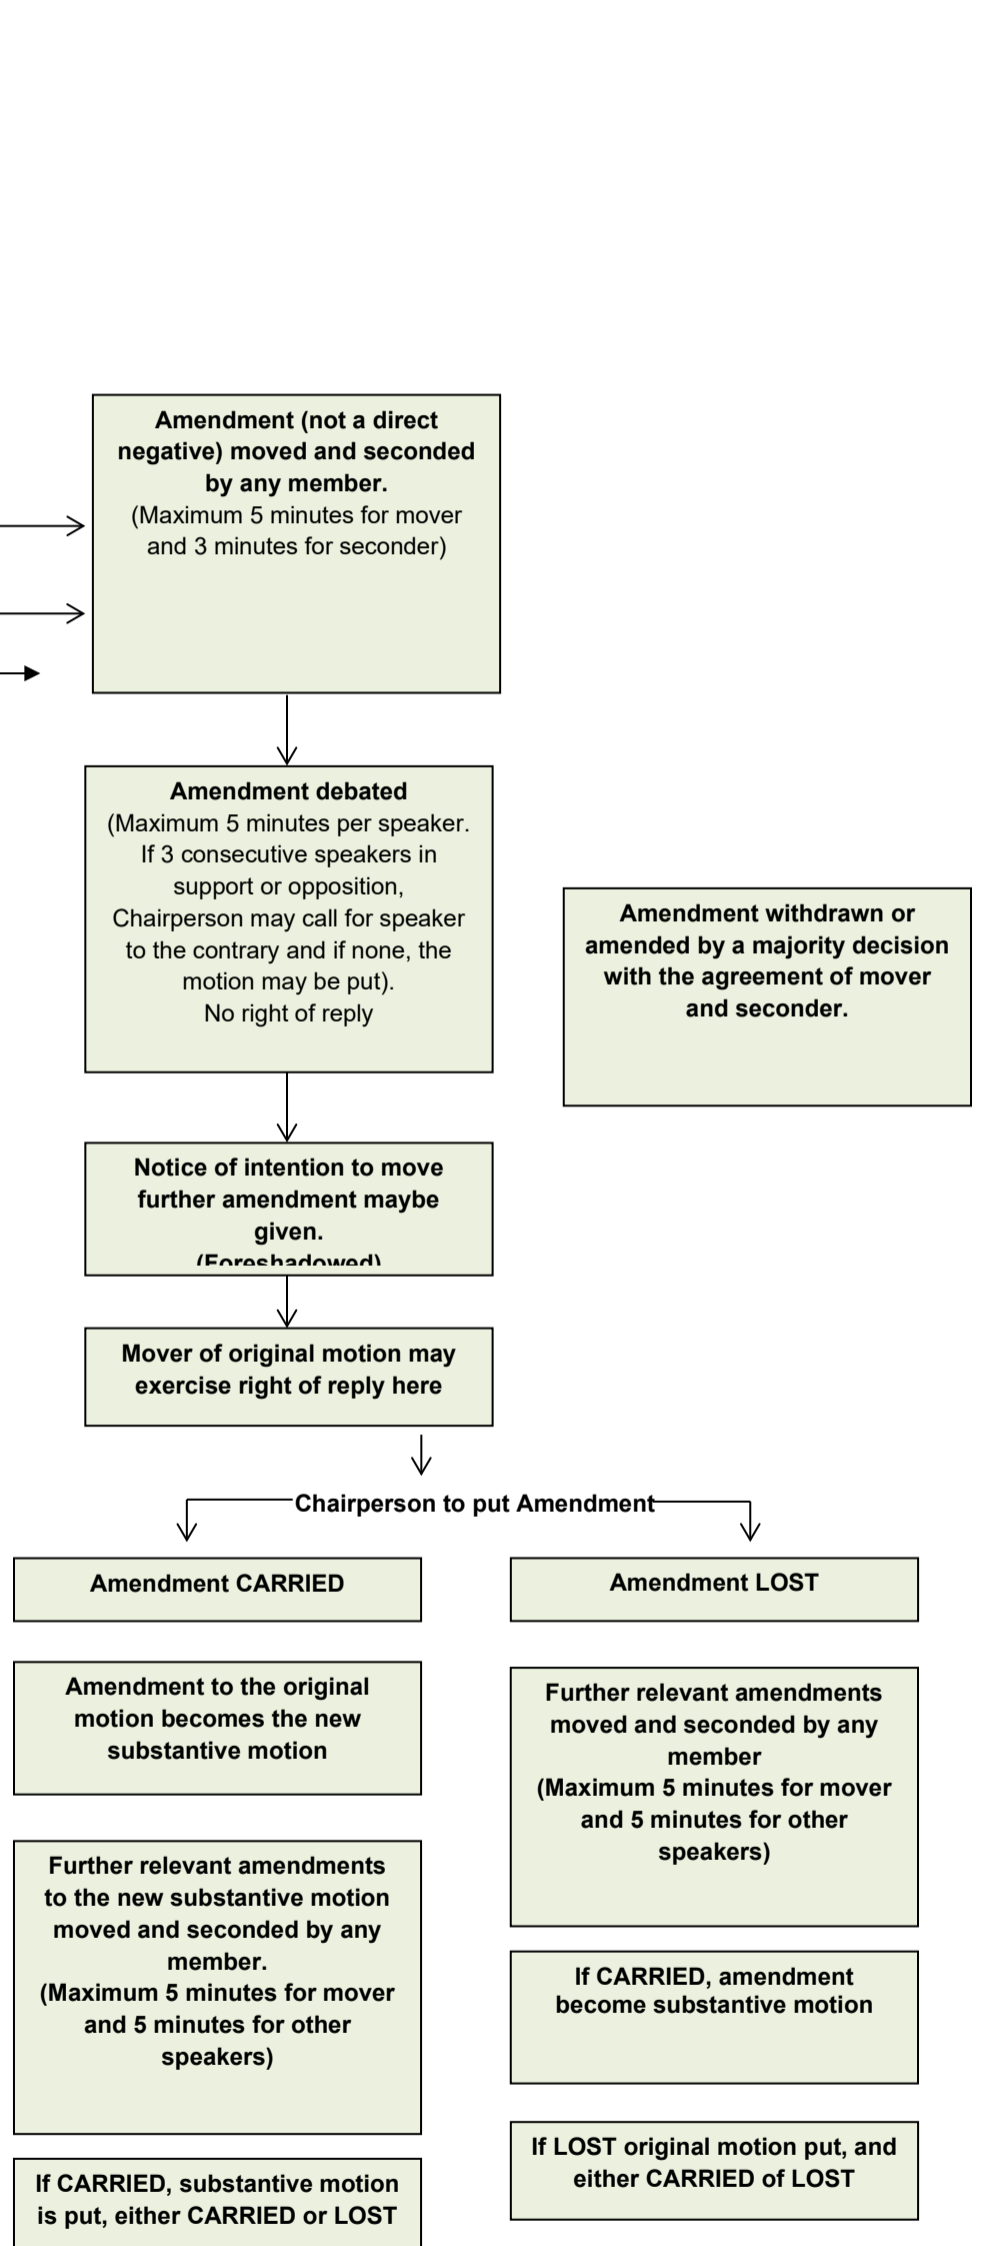 Amendment (not a direct
negative) moved and seconded
by any member.
(Maximum 5 minutes for mover
and 3 minutes for seconder)
Amendment debated
(Maximum 5 minutes per speaker.
If 3 consecutive speakers in
support or opposition,
Chairperson may call for speaker
to the contrary and if none, the
motion may be put).
No right of reply
Amendment withdrawn or
amended by a majority decision
with the agreement of mover
and seconder.
Notice of intention to move
further amendment maybe
given.
(Foreshadowed)
Mover of original motion may
exercise right of reply here
Chairperson to put Amendment
Amendment CARRIED
Amendment to the original
motion becomes the new
substantive motion
Further relevant amendments
to the new substantive motion
moved and seconded by any
member.
(Maximum 5 minutes for mover
and 5 minutes for other
speakers)
If CARRIED, substantive motion
is put, either CARRIED or LOST
Amendment LOST
Further relevant amendments
moved and seconded by any
member
(Maximum 5 minutes for mover
and 5 minutes for other
speakers)
If CARRIED, amendment
become substantive motion
If LOST original motion put, and
either CARRIED of LOST